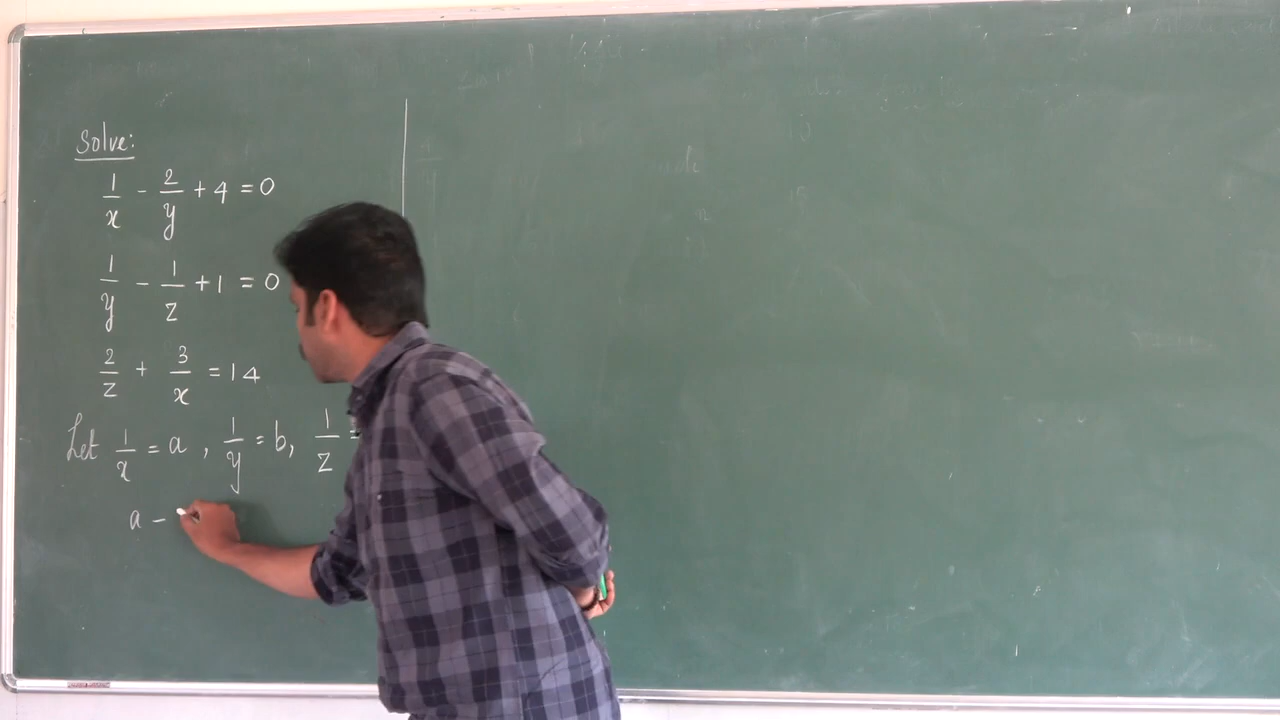 Solve:
1/x - 2/y + 4 = 0
1/y - 1/z + 1 = 0
2/z + 3/x = 14
Let 1/x = a , 1/y = b, 1/z =
a -